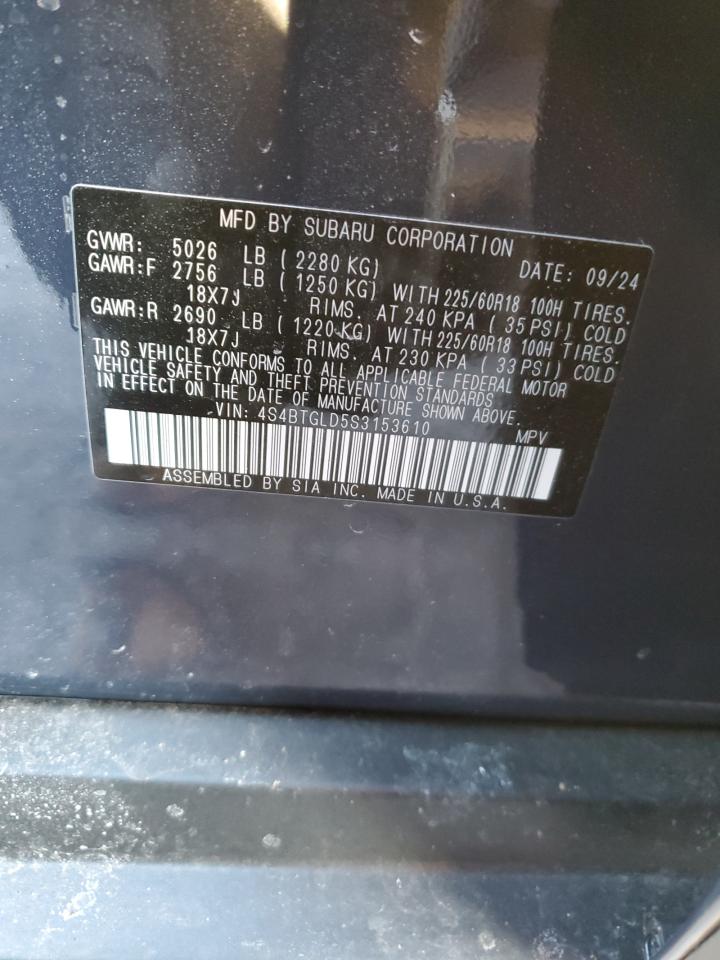 MFD BY SUBARU CORPORATION
GVWR: 5026 LB ( 2280 KG) DATE: 09/24
GAWR:F 2756 LB ( 1250 KG) WITH 225/60R18 100H TIRES.
18X7J RIMS. AT 240 KPA ( 35 PSI) COLD
GAWR:R 2690 LB ( 1220 KG) WITH 225/60R18 100H TIRES.
18X7J RIMS. AT 230 KPA ( 33 PSI) COLD
THIS VEHICLE CONFORMS TO ALL APPLICABLE FEDERAL MOTOR
VEHICLE SAFETY AND THEFT PREVENTION STANDARDS
IN EFFECT ON THE DATE OF MANUFACTURE SHOWN ABOVE.
VIN: 4S4BTGLD5S3153610 MPV
ASSEMBLED BY SIA INC. MADE IN U.S.A.